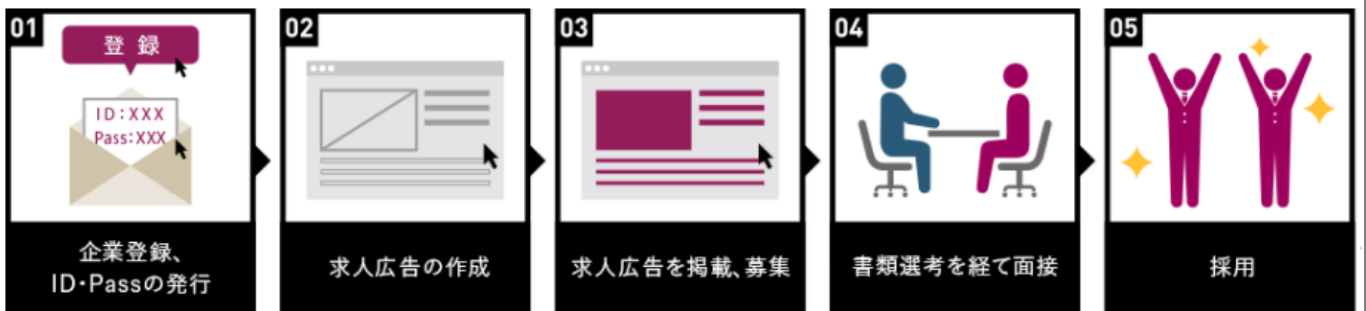 01
登 録
ID:XXX
Pass:XXX
企業登録、
ID・Passの発行
02
求人広告の作成
03
求人広告を掲載、募集
04
書類選考を経て面接
05
採用